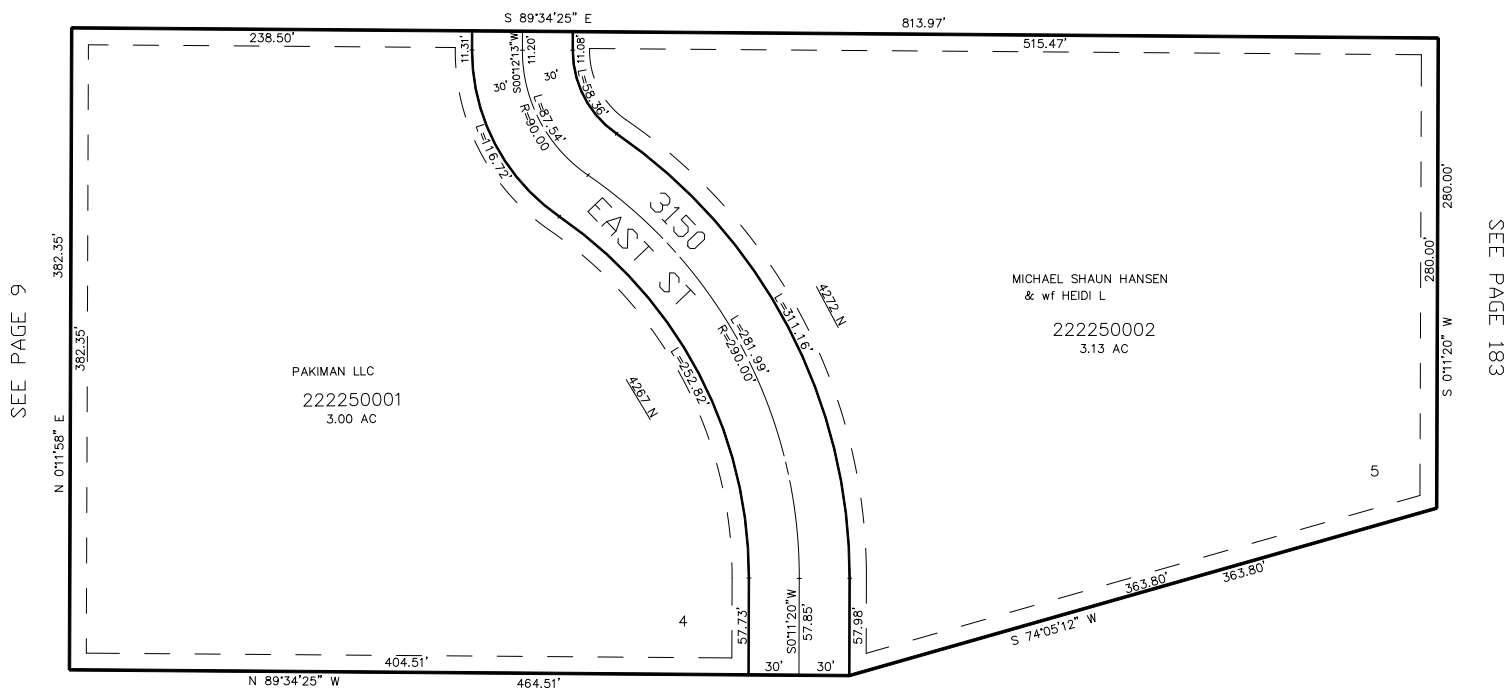 S 89°34'25" E
813.97'
238.50'
515.47'
11.31'
S00°12'13"W
11.20'
11.08'
30'
30'
L=58.36'
L=87.54'
R=90.00
L=116.72'
3150
EAST ST
280.00'
280.00'
SEE PAGE 9
382.35'
382.35'
N 0°11'58" E
SEE PAGE 183
S 0°11'20" W
MICHAEL SHAUN HANSEN
& wf HEIDI L
222250002
3.13 AC
4272 N
L=311.16'
L=281.99'
R=290.00'
L=252.82'
4267 N
PAKIMAN LLC
222250001
3.00 AC
5
4
57.73'
S0°11'20"W
57.85'
57.98'
363.80'
363.80'
S 74°05'12" W
404.51'
30'
30'
N 89°34'25" W
464.51'